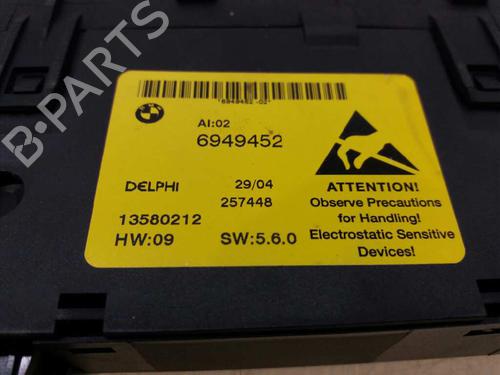 *6949452-02*
AI:02
6949452
DELPHI
29/04
257448
13580212
HW:09
SW:5.6.0
ATTENTION!
Observe Precautions
for Handling!
Electrostatic Sensitive
Devices!
B-PARTS